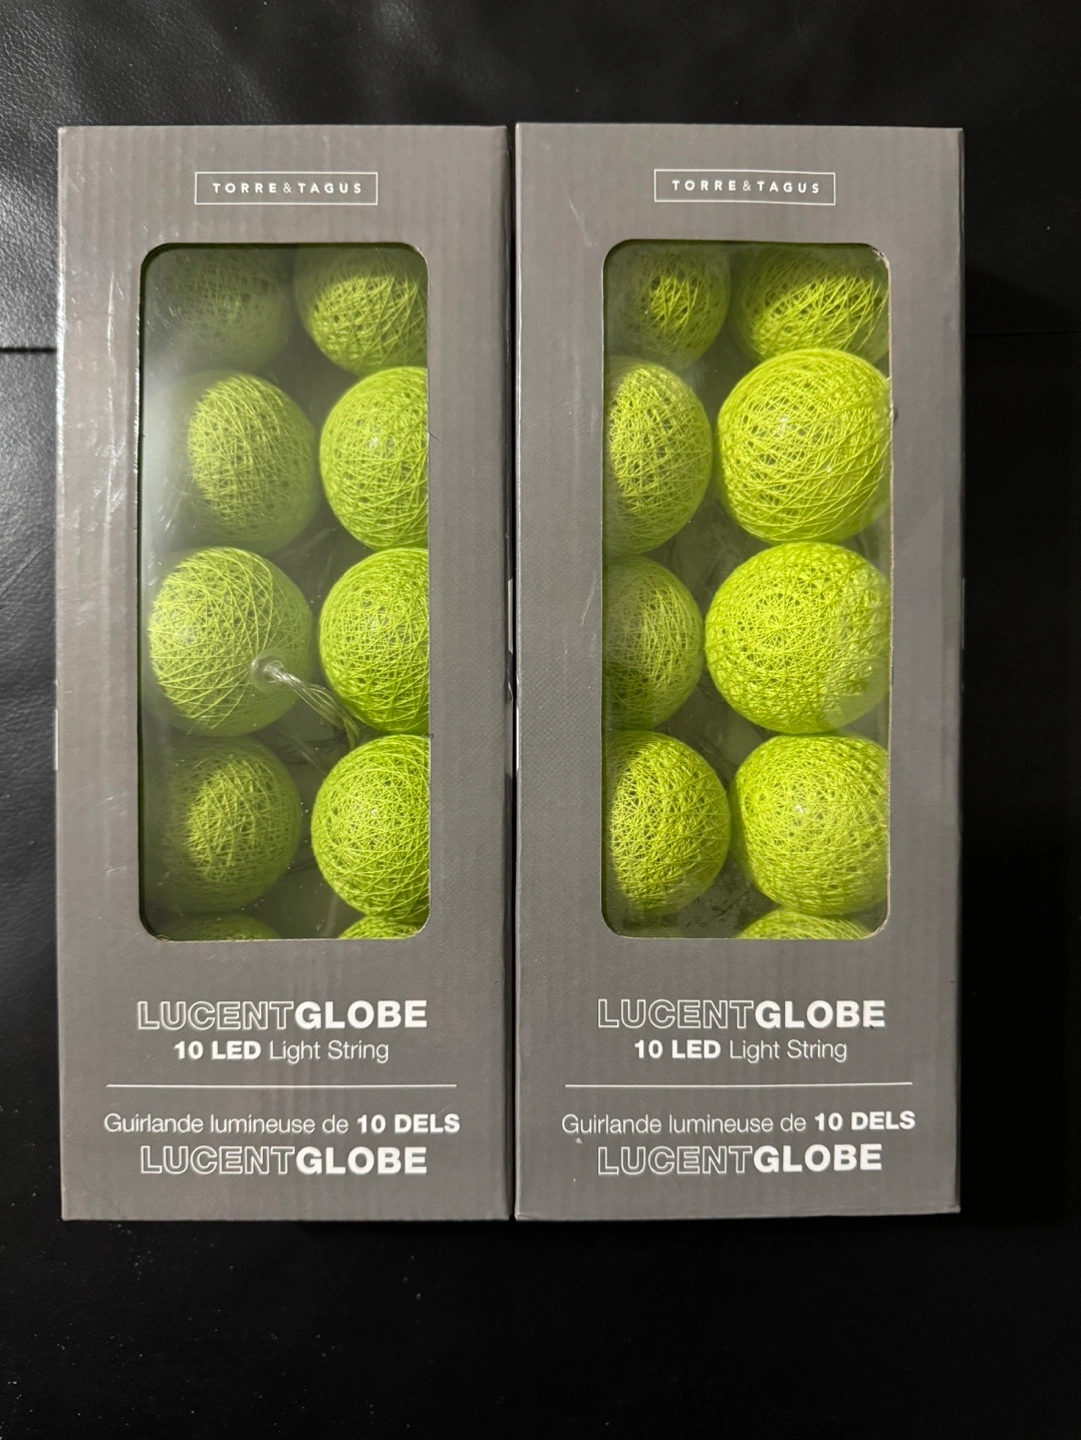 TORRE&TAGUS
LUCENTGLOBE
10 LED Light String
Guirlande lumineuse de 10 DELS
LUCENTGLOBE
TORRE&TAGUS
LUCENTGLOBE
10 LED Light String
Guirlande lumineuse de 10 DELS
LUCENTGLOBE